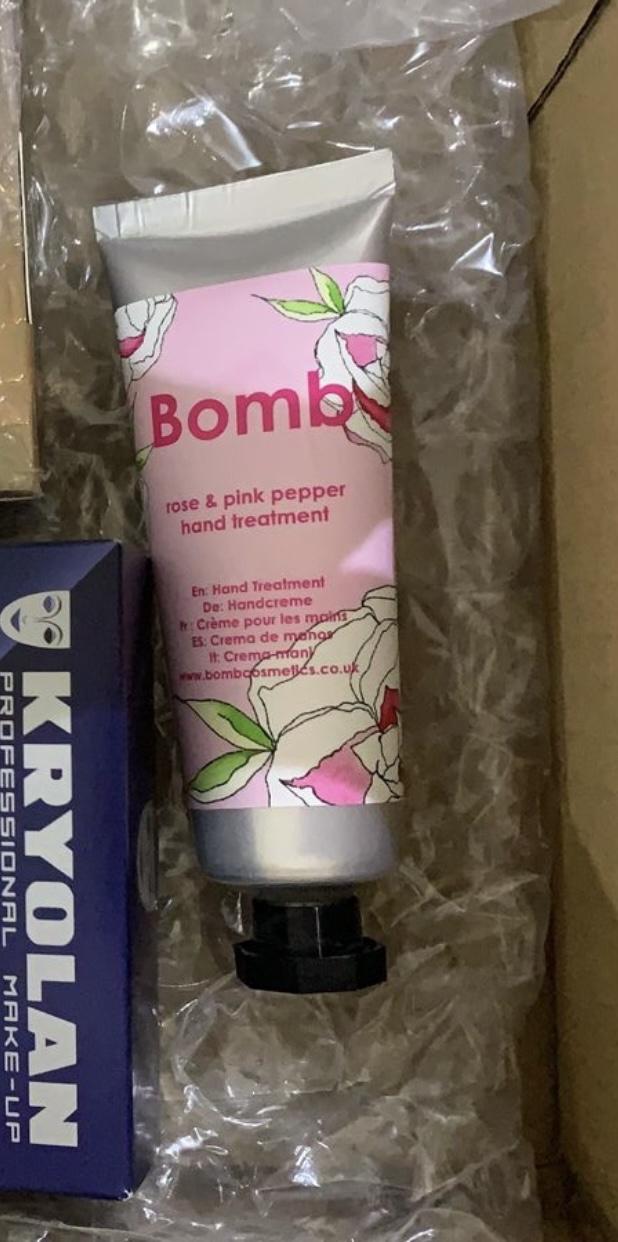 Bomb
rose & pink pepper
hand treatment
En: Hand Treatment
De: Handcreme
Fr: Crème pour les mains
ES: Crema de manos
It: Crema mani
www.bombcosmetics.co.uk
KRYOLAN
PROFESSIONAL MAKE-UP